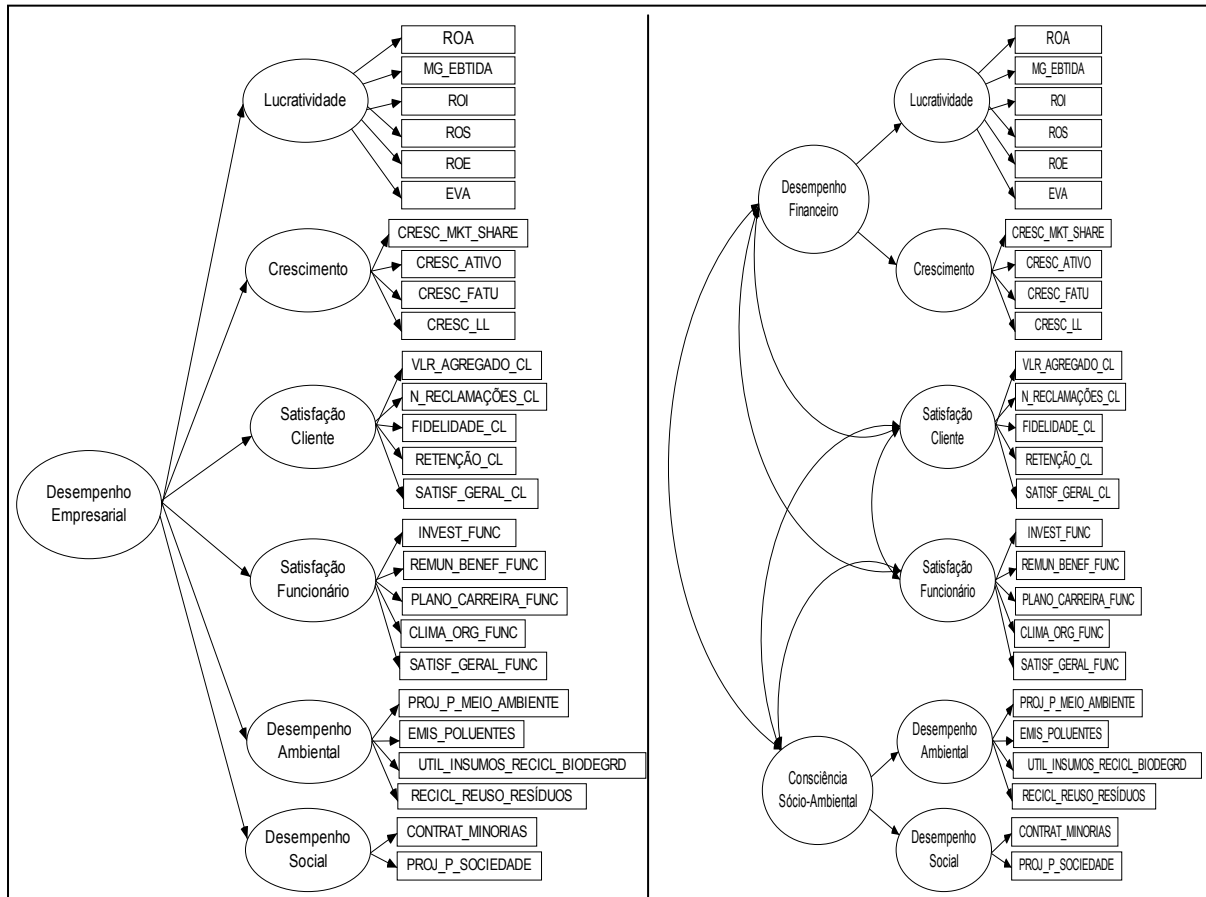 ROA
MG_EBTIDA
Lucratividade
ROI
ROS
ROE
EVA
CRESC_MKT_SHARE
Crescimento
CRESC_ATIVO
CRESC_FATU
CRESC_LL
VLR_AGREGADO_CL
N_RECLAMAÇÕES_CL
Satisfação
Cliente
FIDELIDADE_CL
RETENÇÃO_CL
SATISF_GERAL_CL
Desempenho
Empresarial
INVEST_FUNC
REMUN_BENEF_FUNC
Satisfação
Funcionário
PLANO_CARREIRA_FUNC
CLIMA_ORG_FUNC
SATISF_GERAL_FUNC
PROJ_P_MEIO_AMBIENTE
Desempenho
Ambiental
EMIS_POLUENTES
UTIL_INSUMOS_RECICL_BIODEGRD
RECICL_REUSO_RESÍDUOS
Desempenho
Social
CONTRAT_MINORIAS
PROJ_P_SOCIEDADE
ROA
MG_EBTIDA
Lucratividade
ROI
ROS
ROE
EVA
Desempenho
Financeiro
CRESC_MKT_SHARE
Crescimento
CRESC_ATIVO
CRESC_FATU
CRESC_LL
VLR_AGREGADO_CL
N_RECLAMAÇÕES_CL
Satisfação
Cliente
FIDELIDADE_CL
RETENÇÃO_CL
SATISF_GERAL_CL
INVEST_FUNC
REMUN_BENEF_FUNC
Satisfação
Funcionário
PLANO_CARREIRA_FUNC
CLIMA_ORG_FUNC
SATISF_GERAL_FUNC
PROJ_P_MEIO_AMBIENTE
Desempenho
Ambiental
EMIS_POLUENTES
UTIL_INSUMOS_RECICL_BIODEGRD
RECICL_REUSO_RESÍDUOS
Consciência
Sócio-Ambiental
Desempenho
Social
CONTRAT_MINORIAS
PROJ_P_SOCIEDADE